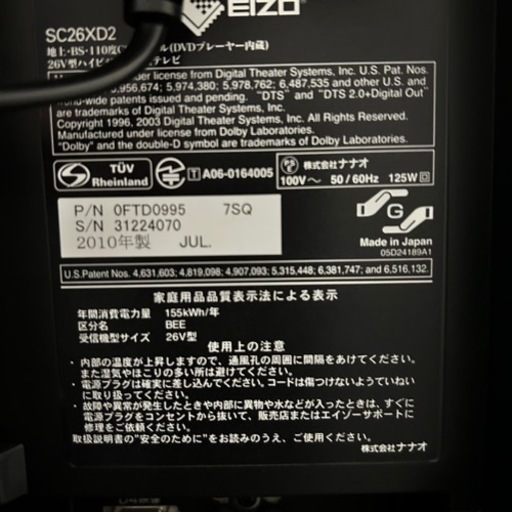 EIZO
SC26XD2
地上・BS・110度(DVDプレーヤー内蔵)
26V型ハイビ テレビ
under license from Digital Theater Systems, Inc. U.S. Pat. Nos.
5,956,674; 5,974,380; 5,978,762; 6,487,535 and other U.S. and
world-wide patents issued and pending. "DTS" and "DTS 2.0+Digital Out"
are trademarks of Digital Theater Systems, Inc.
Copyright 1996, 2003 Digital Theater Systems, Inc. All Rights Reserved.
Manufactured under license from Dolby Laboratories.
"Dolby" and the double-D symbol are trademarks of Dolby Laboratories.
TÜV
Rheinland
T A06-0164005
PS E 株式会社ナナオ
100V～ 50/60Hz 125W
P/N 0FTD0995 7SQ
S/N 31224070
2010年製 JUL.
G
Made in Japan
05D24189A1
U.S.Patent Nos. 4,631,603; 4,819,098; 4,907,093; 5,315,448; 6,381,747; and 6,516,132.
家庭用品品質表示法による表示
年間消費電力量 155kWh/年
区分名 BEE
受信機型サイズ 26V型
使用上の注意
・内部の温度が上昇しますので、通風孔の周囲に間隔をあけてください。
また湿気やほこりの多い所は避けてください。
・電源プラグは確実に差し込んでください。コードは傷つけないようていねい
に取り扱ってください。
・故障や異常が発生したときや内部に異物や水などが入ったときは、すぐに
電源プラグをコンセントから抜いて、販売店またはエイゾーサポートに
修理をご依頼ください。
取扱説明書の"安全のために"をお読みのうえ、ご使用ください。
株式会社ナナオ